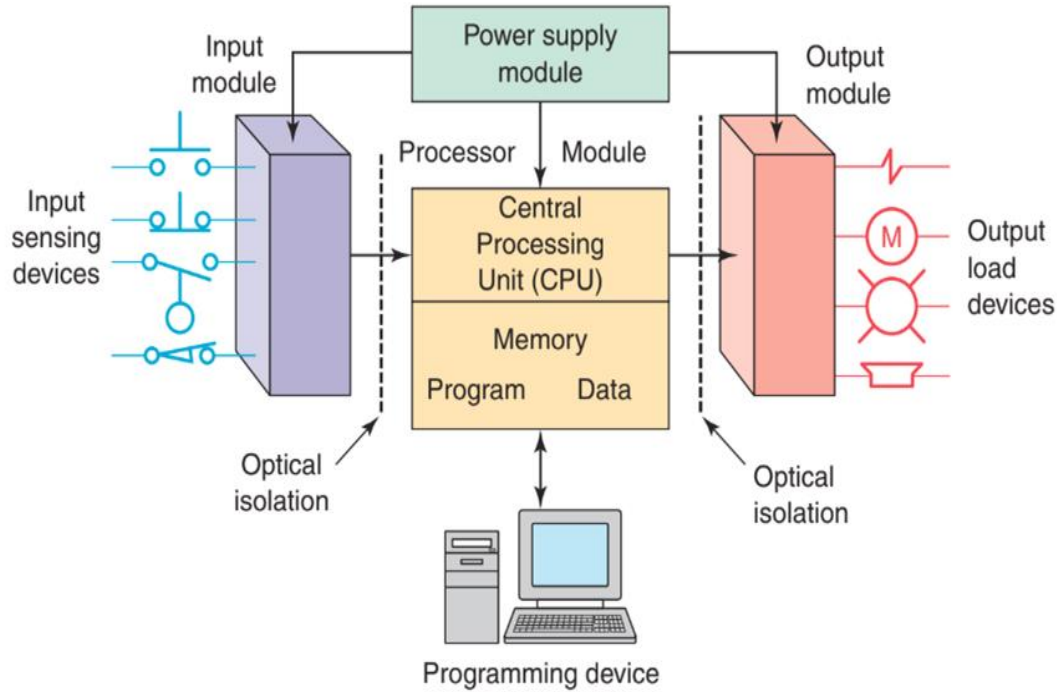 Power supply
module
Input
module
Output
module
Processor Module
Input
sensing
devices
Central
Processing
Unit (CPU)
M
Output
load
devices
Memory
Program Data
Optical
isolation
Optical
isolation
Programming device